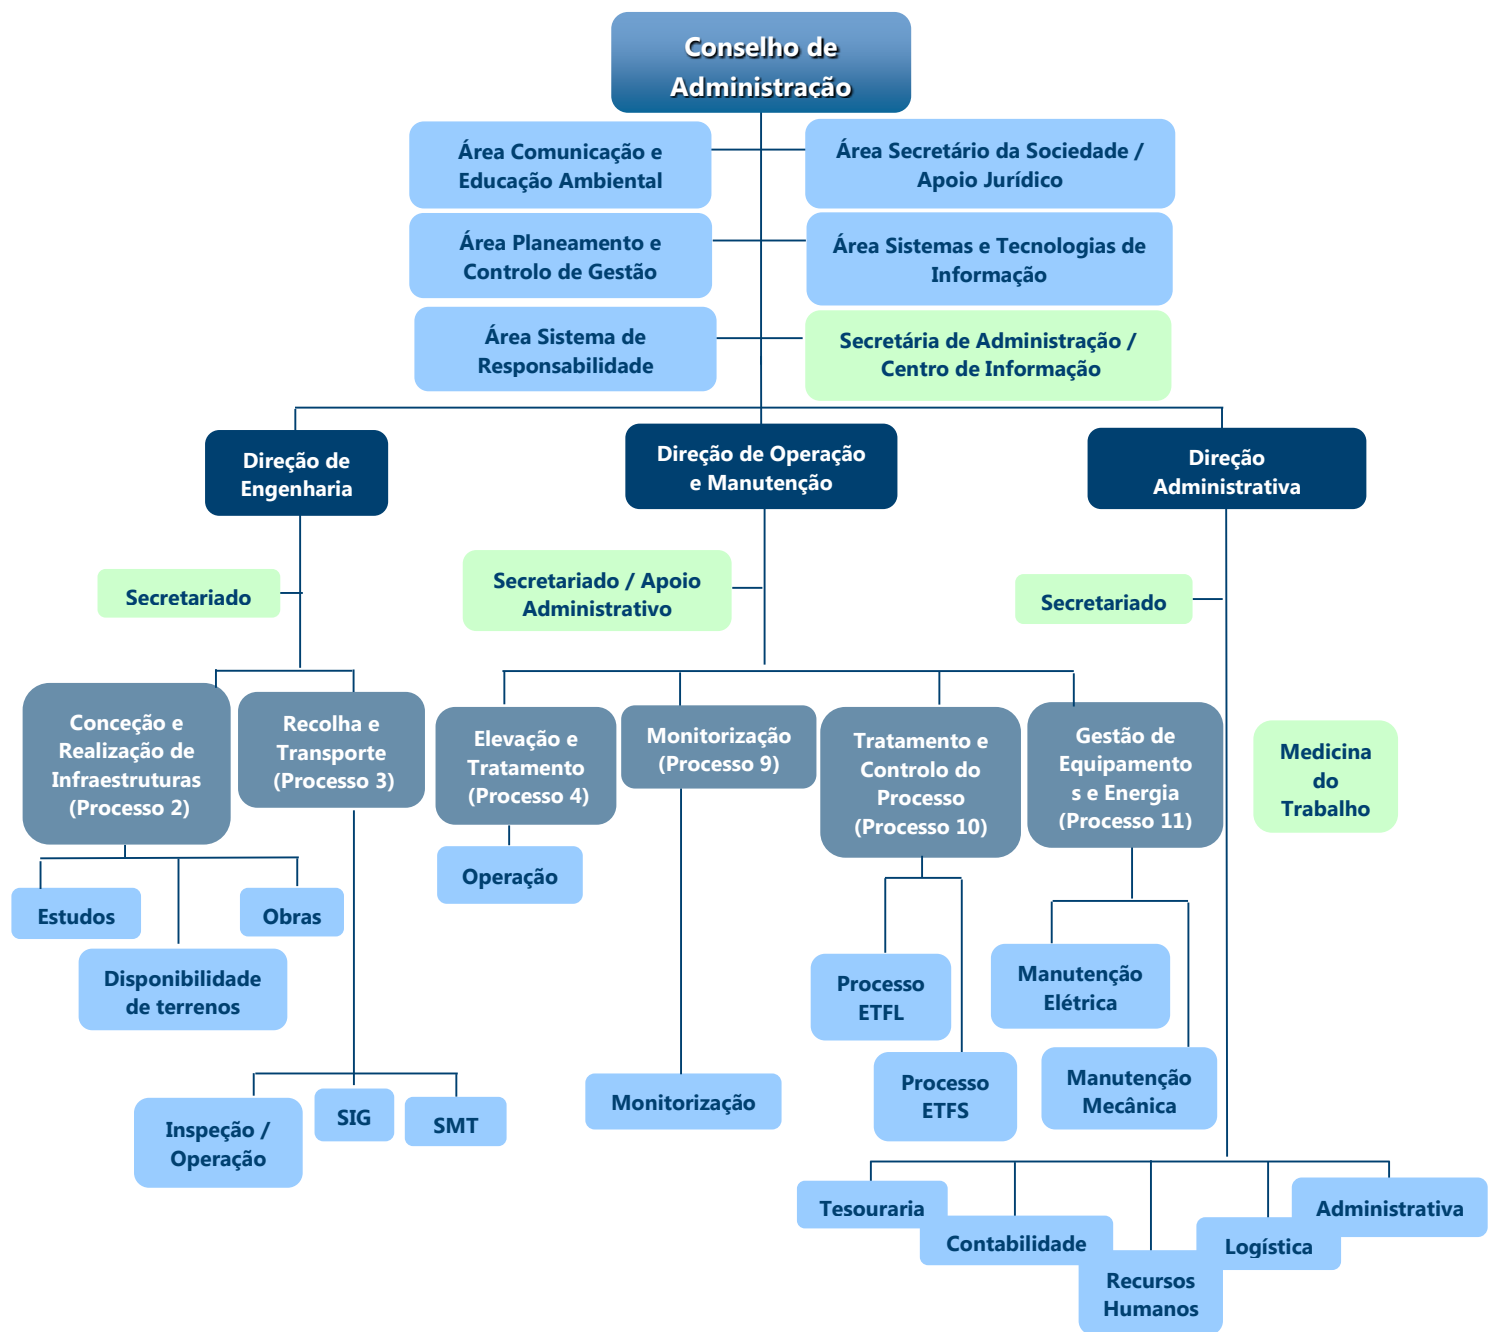 Conselho de
Administração
Área Comunicação e
Educação Ambiental
Área Secretário da Sociedade /
Apoio Jurídico
Área Planeamento e
Controlo de Gestão
Área Sistemas e Tecnologias de
Informação
Área Sistema de
Responsabilidade
Secretária de Administração /
Centro de Informação
Direção de
Engenharia
Direção de Operação
e Manutenção
Direção
Administrativa
Secretariado
Secretariado / Apoio
Administrativo
Secretariado
Conceção e
Realização de
Infraestruturas
(Processo 2)
Recolha e
Transporte
(Processo 3)
Elevação e
Tratamento
(Processo 4)
Monitorização
(Processo 9)
Tratamento e
Controlo do
Processo
(Processo 10)
Gestão de
Equipamento
s e Energia
(Processo 11)
Medicina
do
Trabalho
Estudos
Disponibilidade
de terrenos
Obras
Operação
Processo
ETFL
Manutenção
Elétrica
Processo
ETFS
Manutenção
Mecânica
Inspeção /
Operação
SIG
SMT
Monitorização
Tesouraria
Contabilidade
Recursos
Humanos
Logística
Administrativa